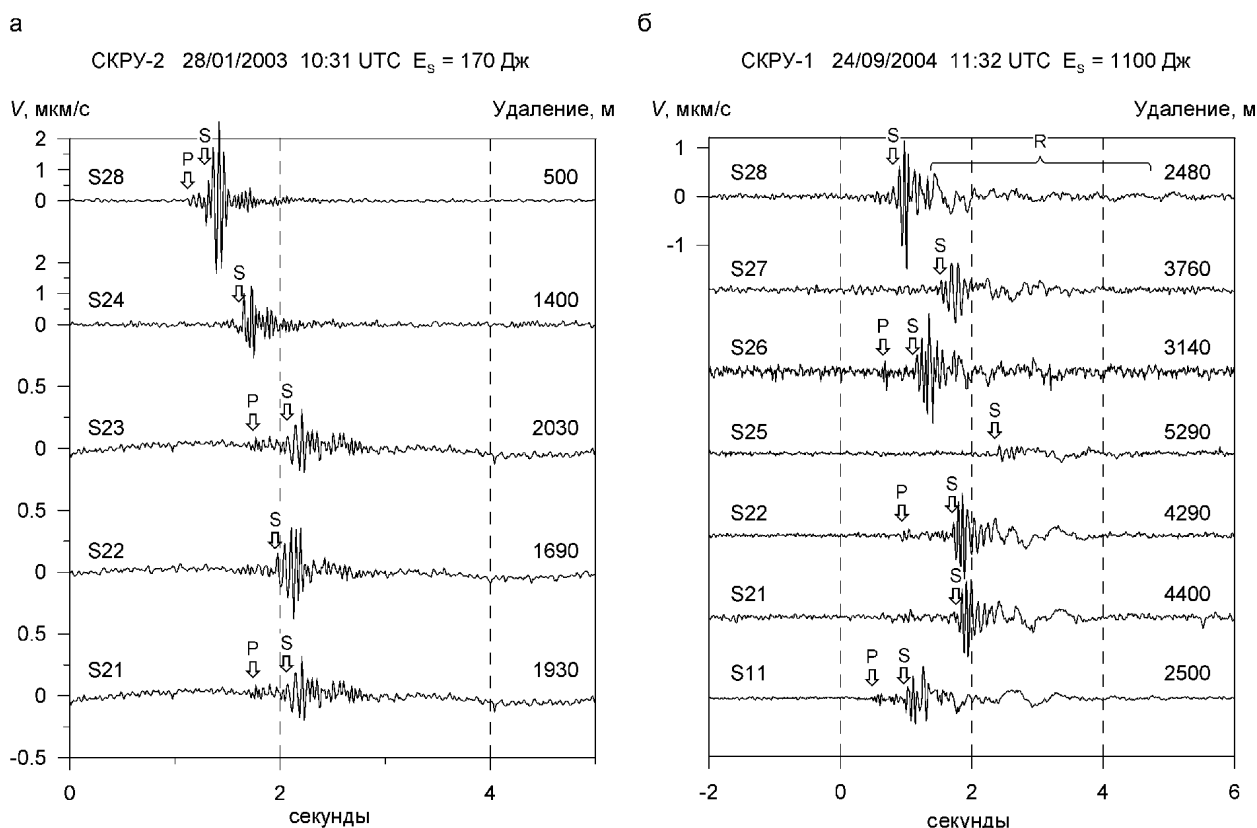 а
СКРУ-2 28/01/2003 10:31 UTC Es = 170 Дж
V, мкм/с
Удаление, м
2
1
0
S28
P
S
500
2
1
0
S24
S
1400
0.5
0
S23
P
S
2030
0.5
0
S22
S
1690
0.5
0
-0.5
S21
P
S
1930
0
2
4
секунды
б
СКРУ-1 24/09/2004 11:32 UTC Es = 1100 Дж
V, мкм/с
Удаление, м
1
0
-1
S28
S
R
2480
S27
S
3760
S26
P
S
3140
S25
S
5290
S22
P
S
4290
S21
S
4400
S11
P
S
2500
-2
0
2
4
6
секунды